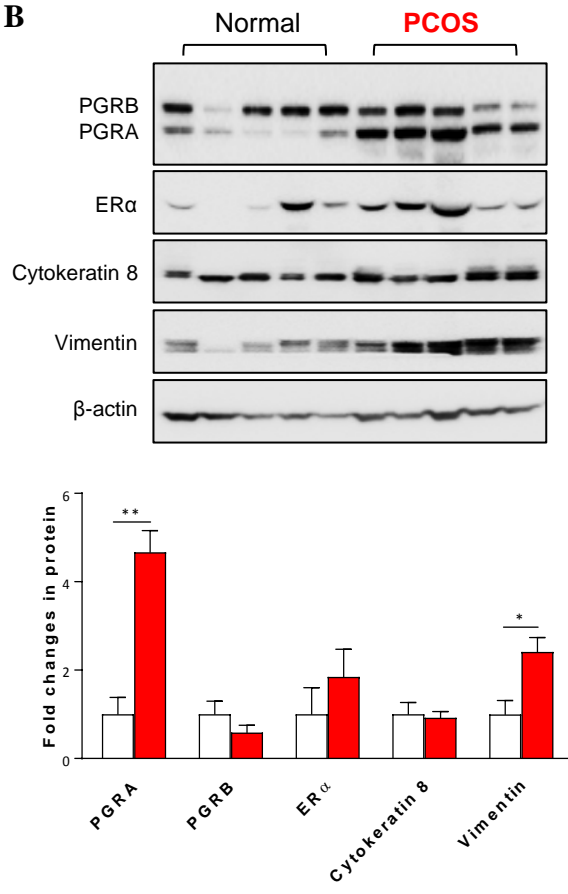 B
Normal PCOS
PGRB
PGRA
ERα
Cytokeratin 8
Vimentin
β-actin
Fold changes in protein
6
4
2
0
**
*
PGRA PGRB ERα Cytokeratin 8 Vimentin